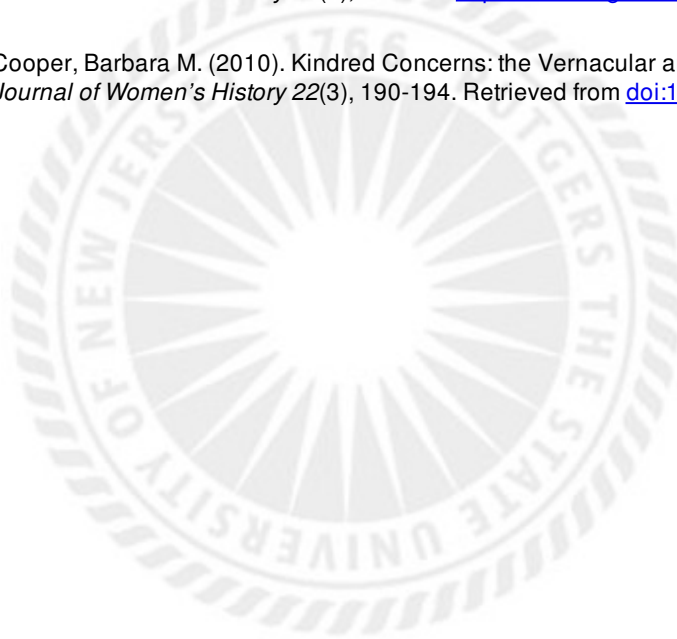 Cooper, Barbara M. (2010). Kindred Concerns: the Vernacular a
Journal of Women's History 22(3), 190-194. Retrieved from doi:1
1766
RUTGERS THE STATE UNIVERSITY OF NEW JERSEY